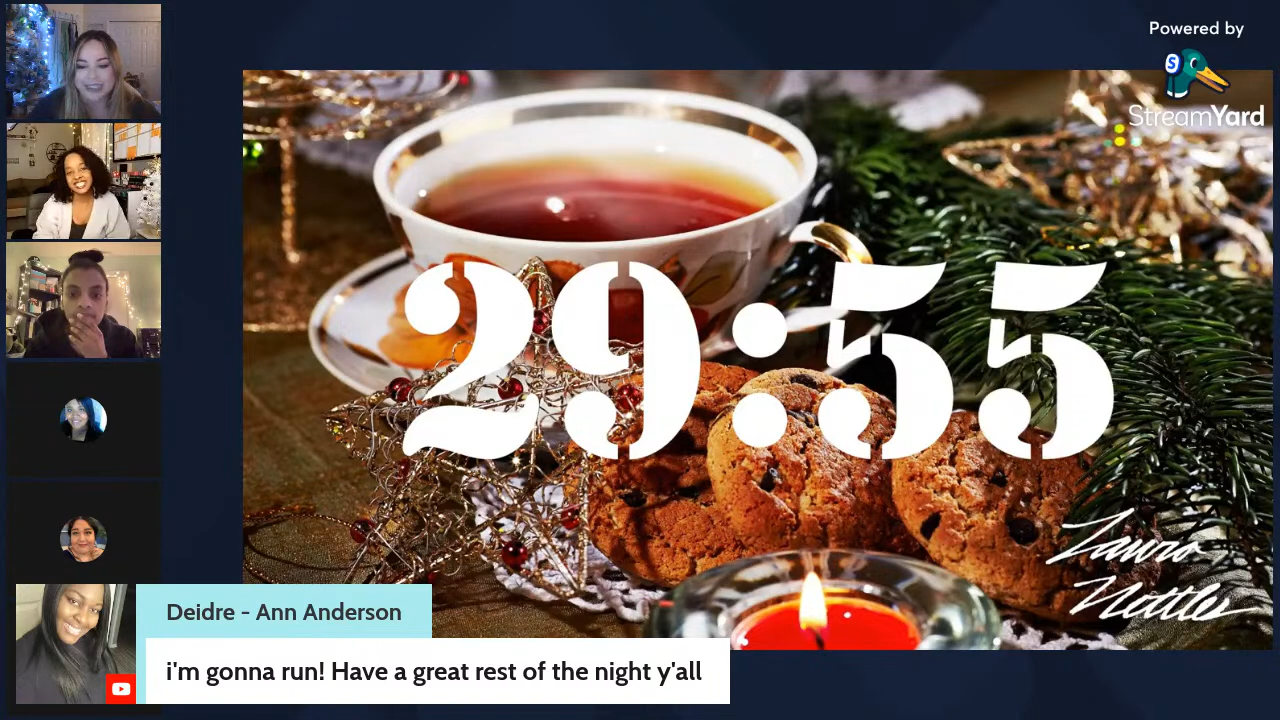 Powered by
S
StreamYard
29:55
Lauro
Nettles
Deidre - Ann Anderson
i'm gonna run! Have a great rest of the night y'all